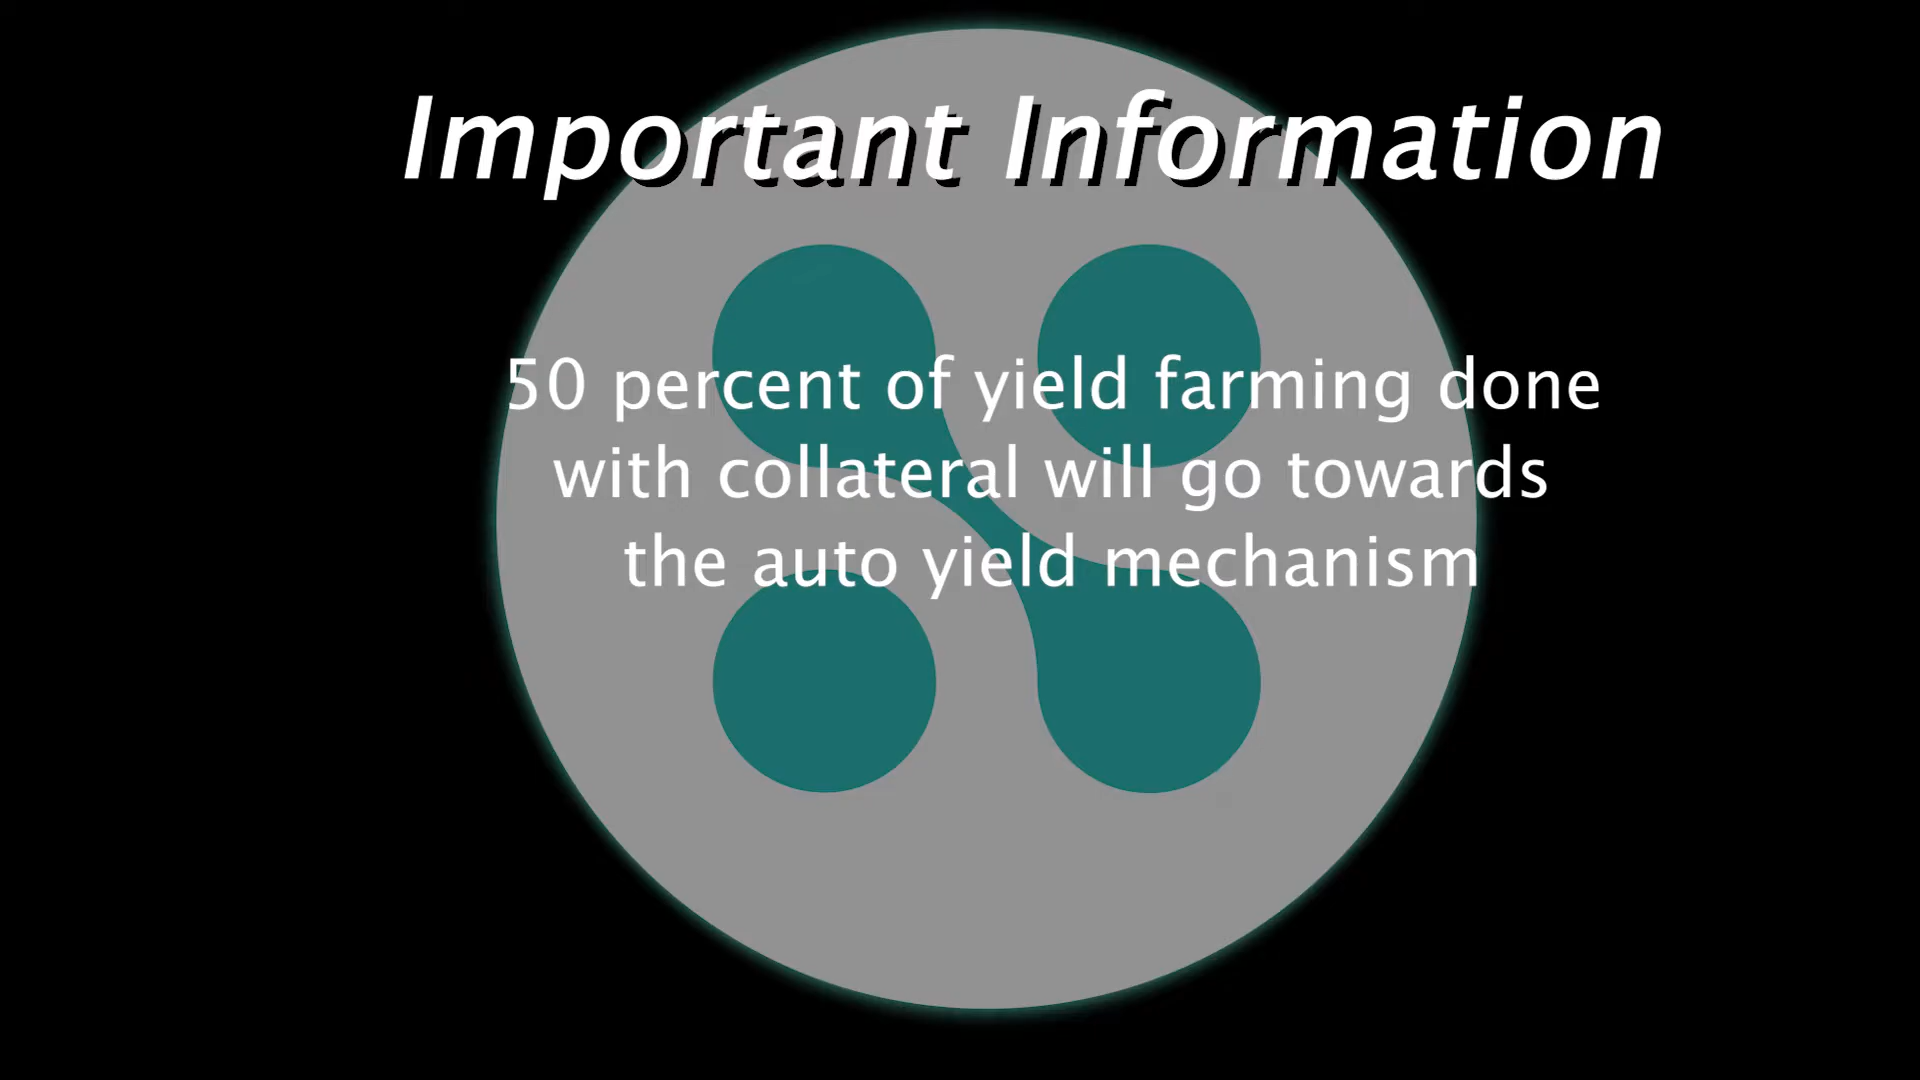 Important Information
50 percent of yield farming done
with collateral will go towards
the auto yield mechanism